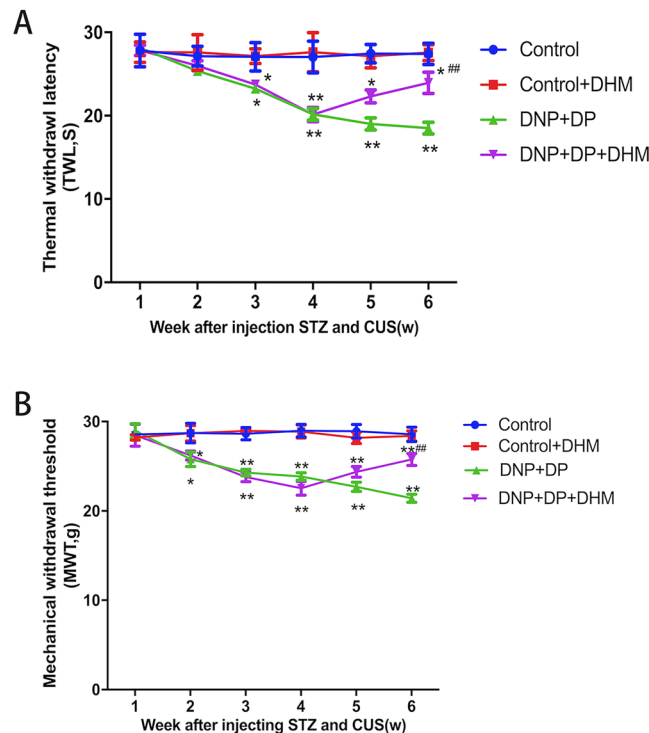 A
Thermal withdrawl latency
(TWL,S)
30
20
10
0
1 2 3 4 5 6
Week after injection STZ and CUS(w)
* * ** ** * ** * ## **
Control
Control+DHM
DNP+DP
DNP+DP+DHM
B
Mechanical withdrawal threshold
(MWT,g)
30
20
10
0
1 2 3 4 5 6
Week after injecting STZ and CUS(w)
* * ** ** ** ** ** ** **## **
Control
Control+DHM
DNP+DP
DNP+DP+DHM